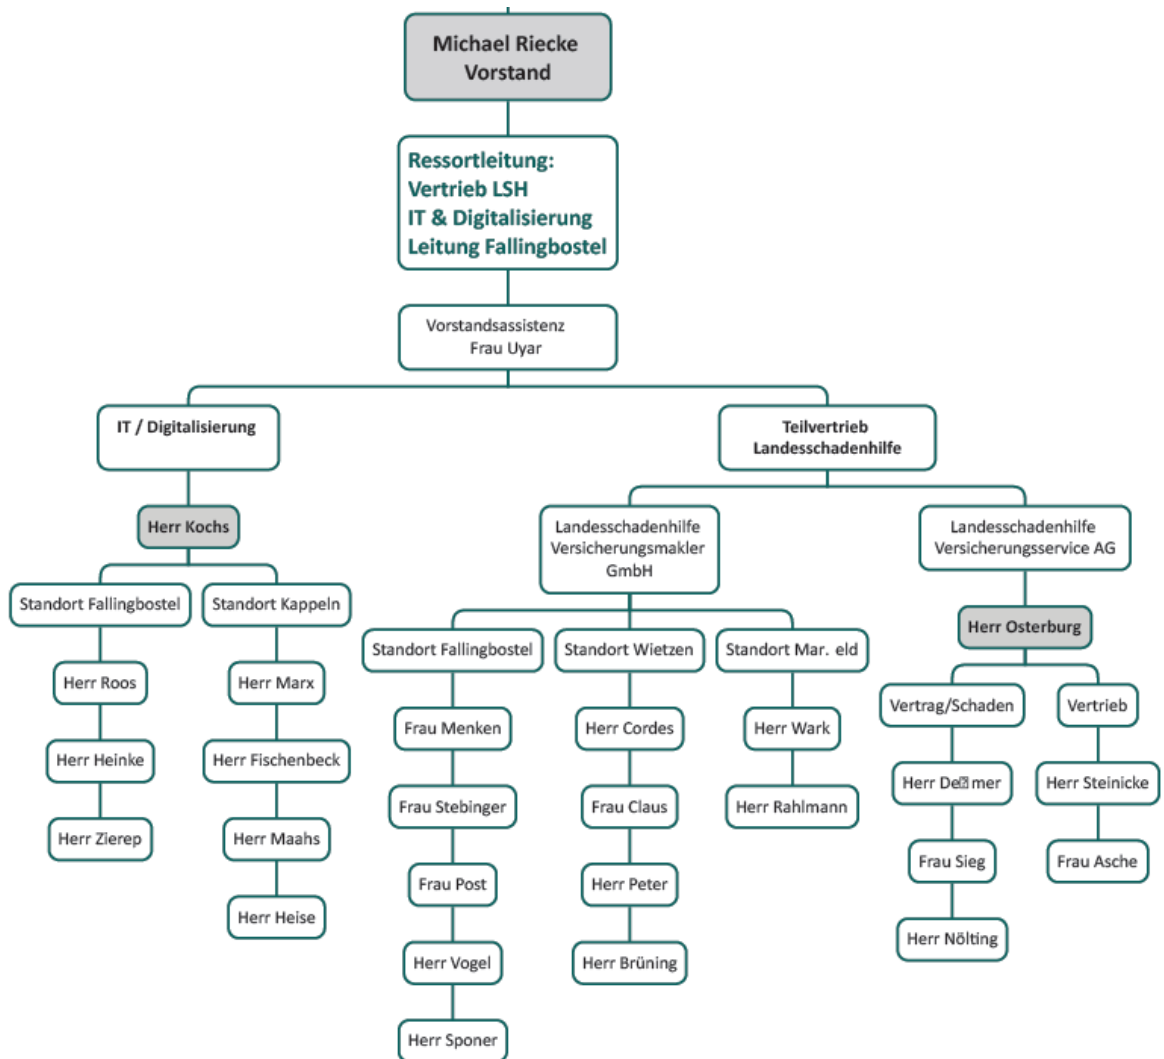 Michael Riecke
Vorstand
Ressortleitung:
Vertrieb LSH
IT & Digitalisierung
Leitung Fallingbostel
Vorstandsassistenz
Frau Uyar
IT / Digitalisierung
Teilvertrieb
Landesschadenhilfe
Herr Kochs
Landesschadenhilfe
Versicherungsmakler
GmbH
Landesschadenhilfe
Versicherungsservice AG
Standort Fallingbostel
Standort Kappeln
Herr Osterburg
Standort Fallingbostel
Standort Wietzen
Standort Mar. eld
Herr Roos
Herr Marx
Vertrag/Schaden
Vertrieb
Frau Menken
Herr Cordes
Herr Wark
Herr Heinke
Herr Fischenbeck
Herr
Herr Steinicke
Frau Stebinger
Frau Claus
Herr Rahlmann
Herr Zierep
Herr Maahs
Frau Sieg
Frau Asche
Frau Post
Herr Peter
Herr Heise
Herr Nölting
Herr Vogel
Herr Brüning
Herr Sponer